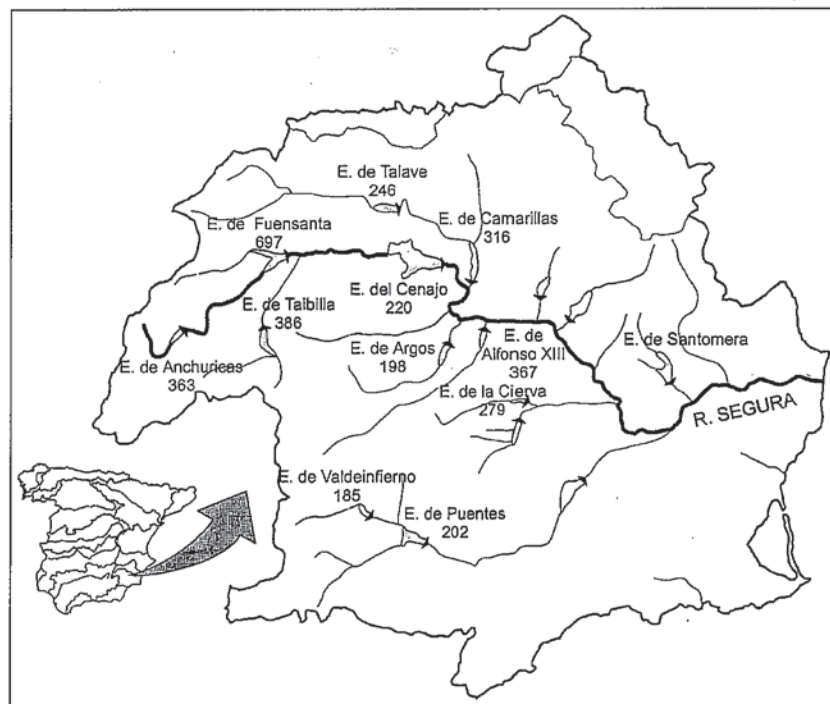 E. de Talave
246
E. de Fuensanta
697
E. de Camarillas
316
E. del Cenajo
220
E. de Taibilla
386
E. de Anchuricas
363
E. de Argos
198
E. de
Alfonso XIII
367
E. de Santomera
E. de la Cierva
279
R. SEGURA
E. de Valdeinfierno
185
E. de Puentes
202